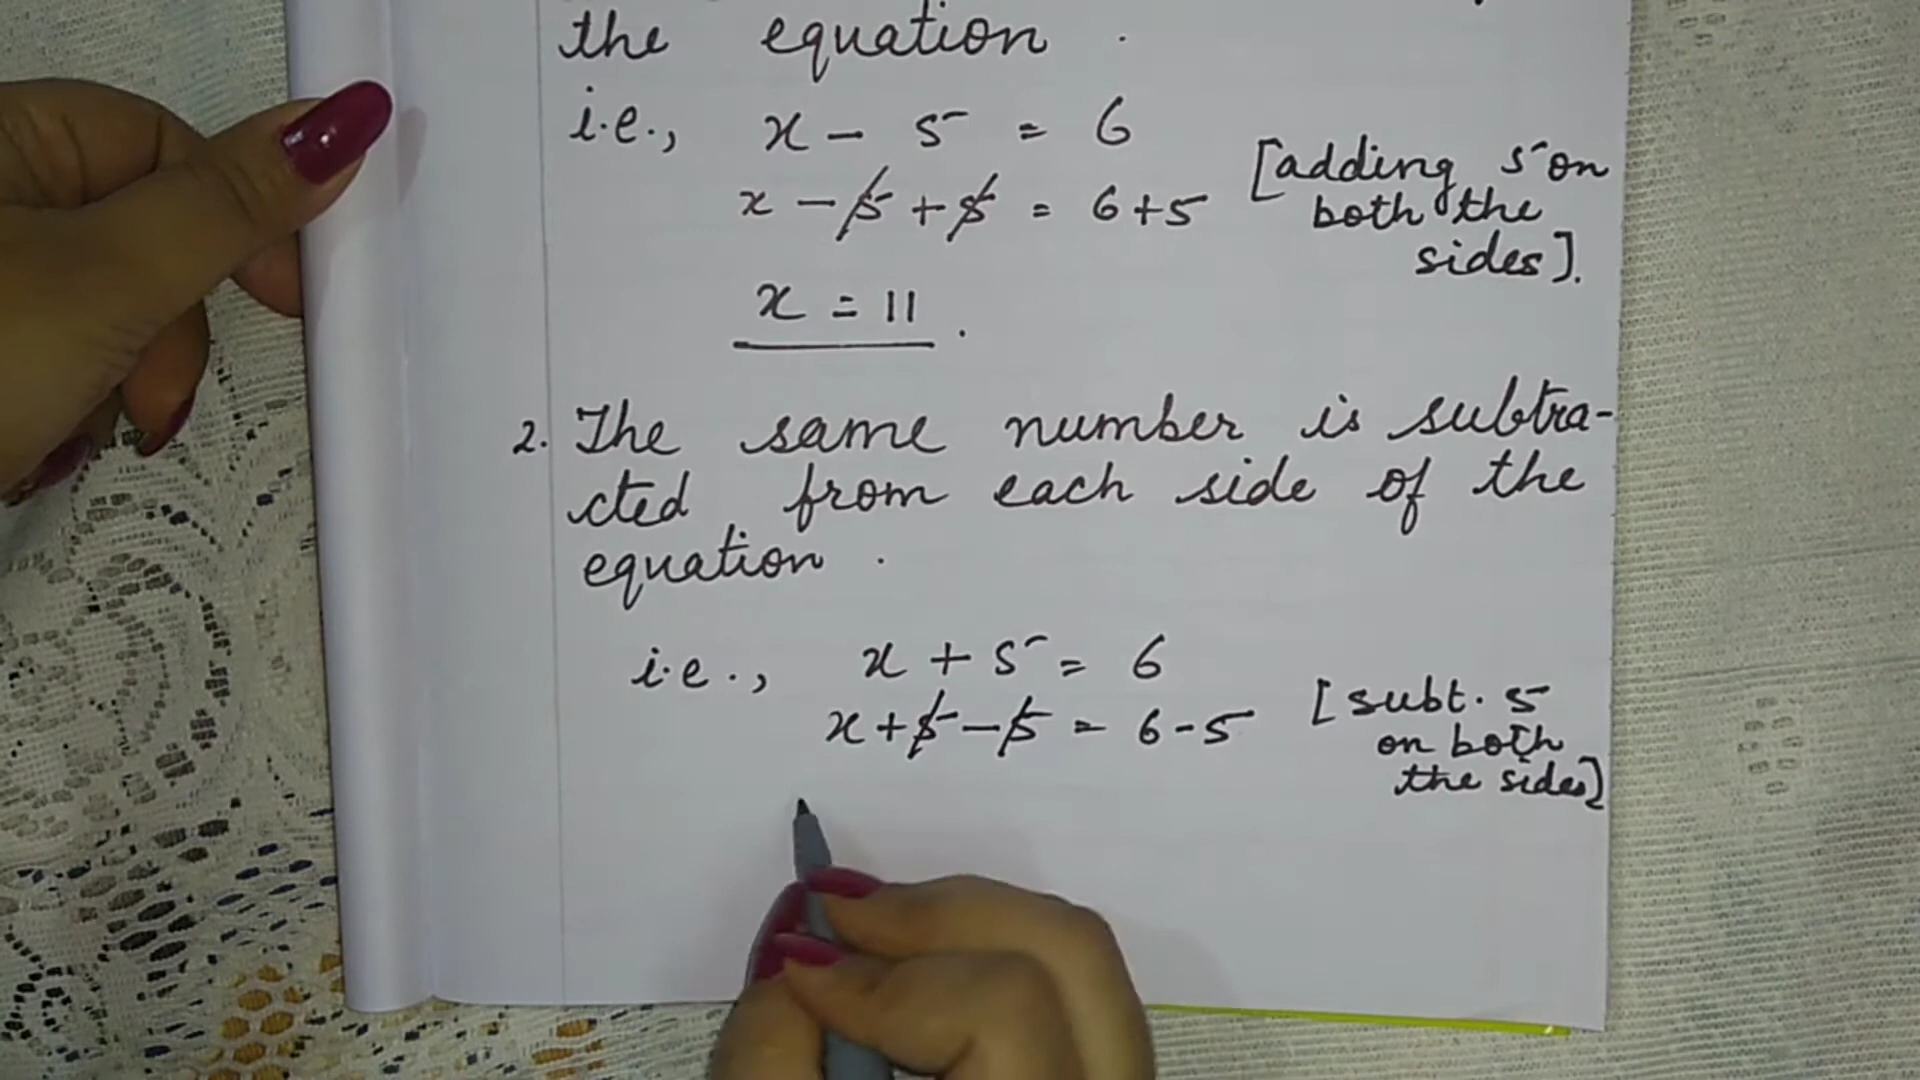 the equation.
i.e., x - 5 = 6
x - 5 + 5 = 6+5 [adding 5 on
both the
sides].
x = 11.
2. The same number is subtra-
cted from each side of the
equation.
i.e., x + 5 = 6
x + 5 - 5 = 6-5 [subt. 5
on both
the sides]